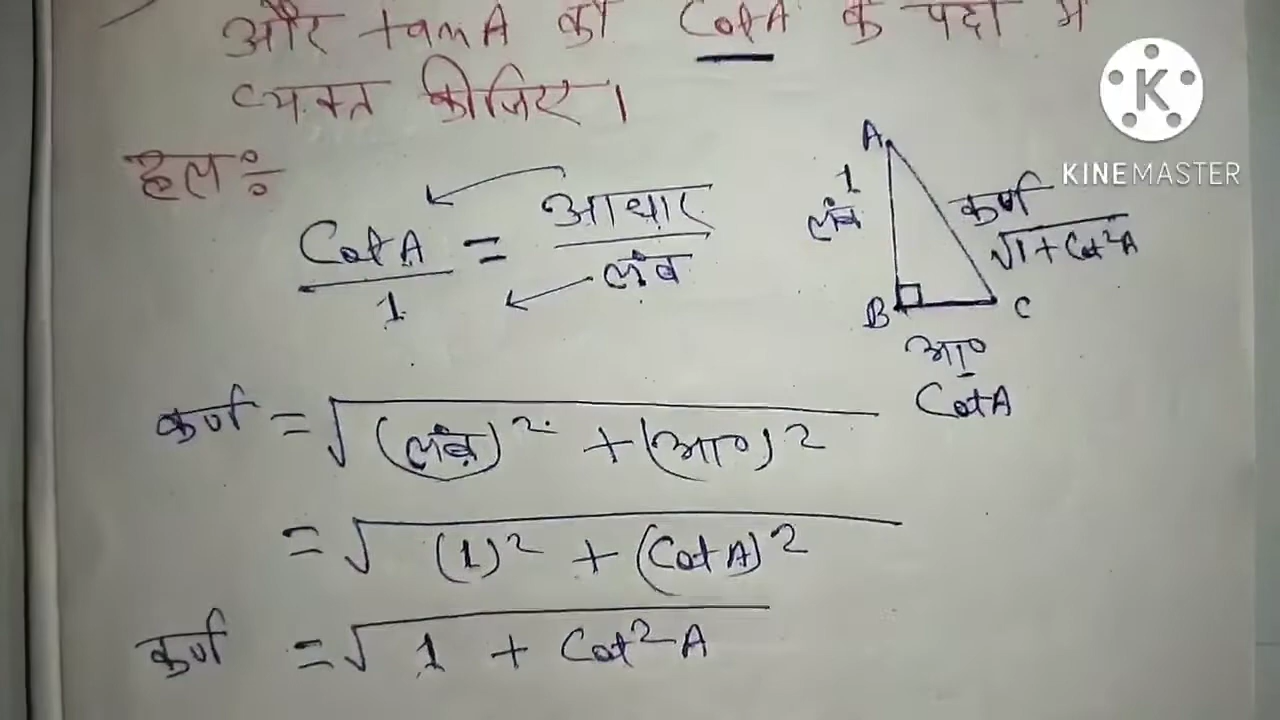 और tanA को CotA के पदों में
व्यक्त कीजिए।
हल ÷
CotA / 1 = आधार / लंब
A
1
लंब
कर्ण
√1 + Cot²A
B
C
आ०
CotA
कर्ण = √(लंब)² + (आ०)²
= √(1)² + (CotA)²
कर्ण = √1 + Cot²A
K
KINEMASTER